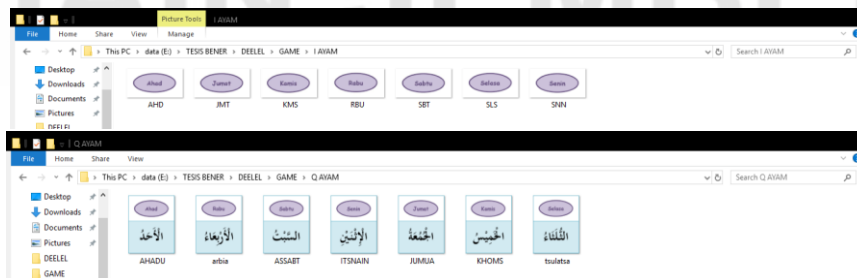 Picture Tools I AYAM
File Home Share View Manage
This PC > data (E:) > TESIS BENER > DEELEL > GAME > I AYAM Search I AYAM
Desktop
Downloads
Documents
Pictures
DEELEL
Ahad Jumat Kamis Rabu Sabtu Selasa Senin
AHD JMT KMS RBU SBT SLS SNN
Q AYAM
File Home Share View
This PC > data (E:) > TESIS BENER > DEELEL > GAME > Q AYAM Search Q AYAM
Desktop
Downloads
Documents
Pictures
DEELEL
GAME
Ahad Rabu Sabtu Senin Jumat Kamis Selasa
الأَحَدُ الأَرْبِعَاءُ السَّبْتُ الإِثْنَيْنِ الجُمُعَةُ الخَمِيْسُ الثُّلَثَاءُ
AHADU arbia ASSABT ITSNAIN JUMUA KHOMS tsulatsa